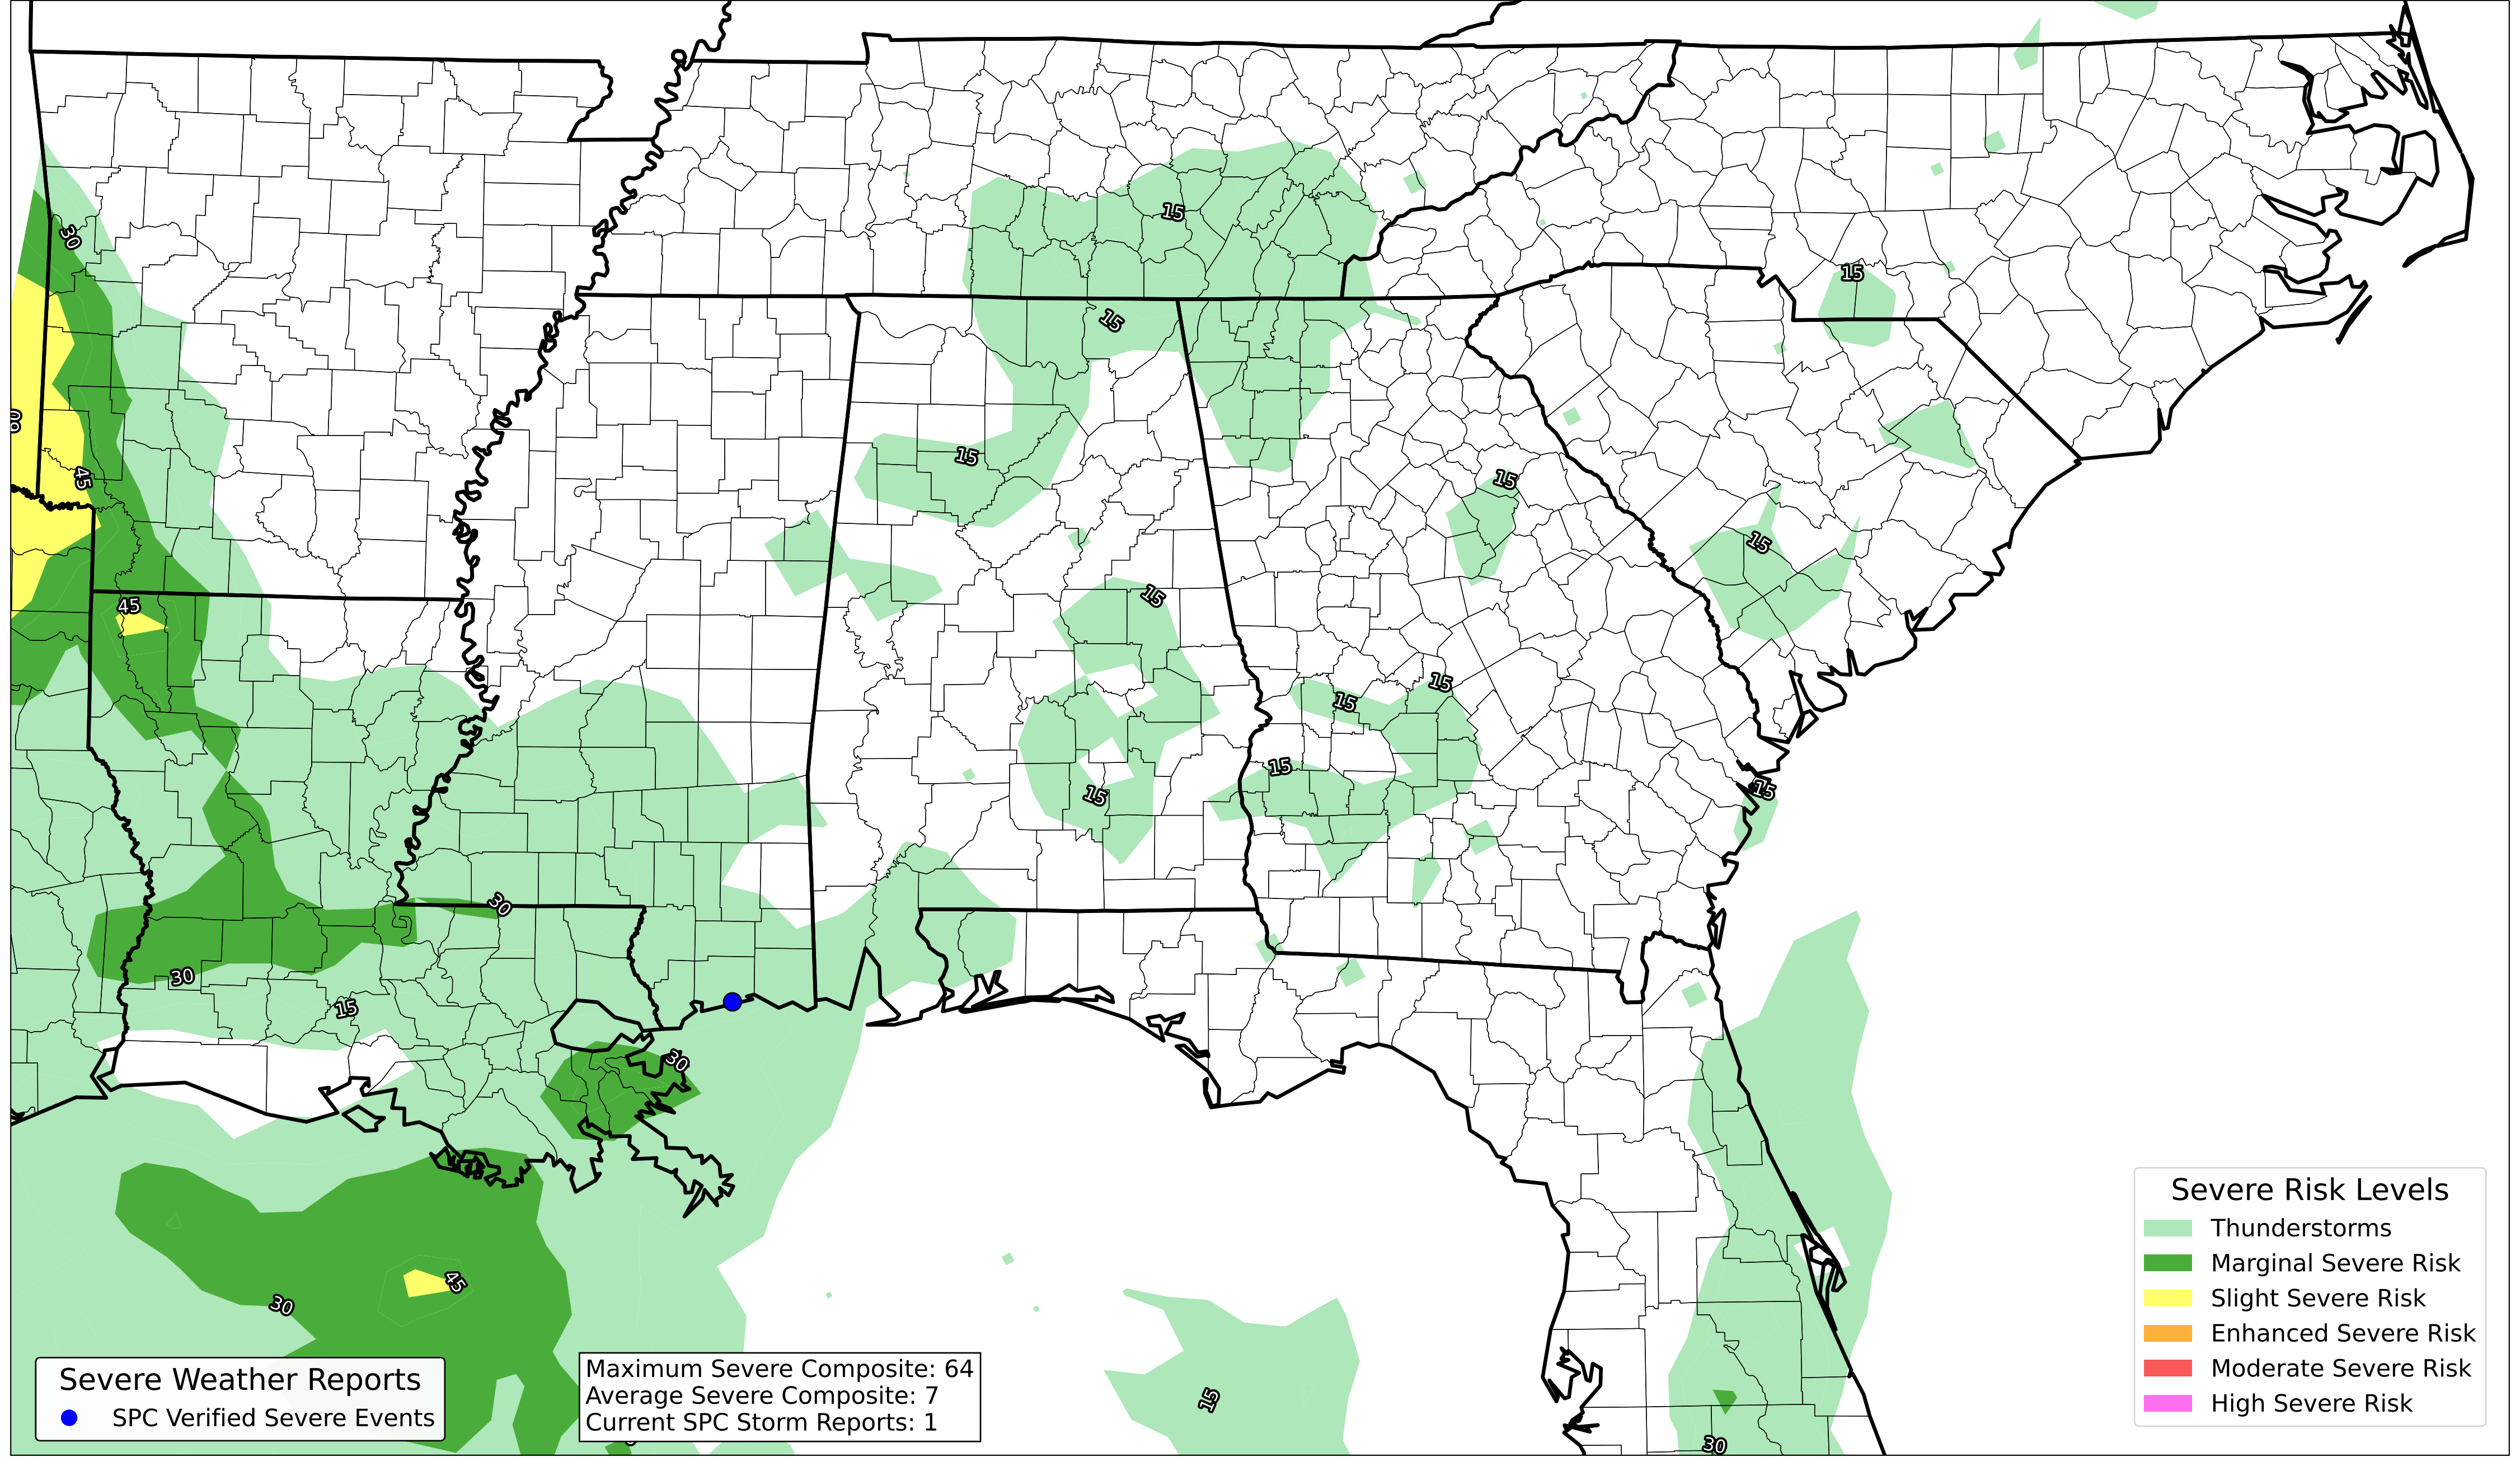 30
15
15
15
60
45
15
15
15
45
15
15
15
15
15
15
15
30
30
15
30
45
30
15
30
Severe Risk Levels
Thunderstorms
Marginal Severe Risk
Slight Severe Risk
Enhanced Severe Risk
Moderate Severe Risk
High Severe Risk
Severe Weather Reports
SPC Verified Severe Events
Maximum Severe Composite: 64
Average Severe Composite: 7
Current SPC Storm Reports: 1